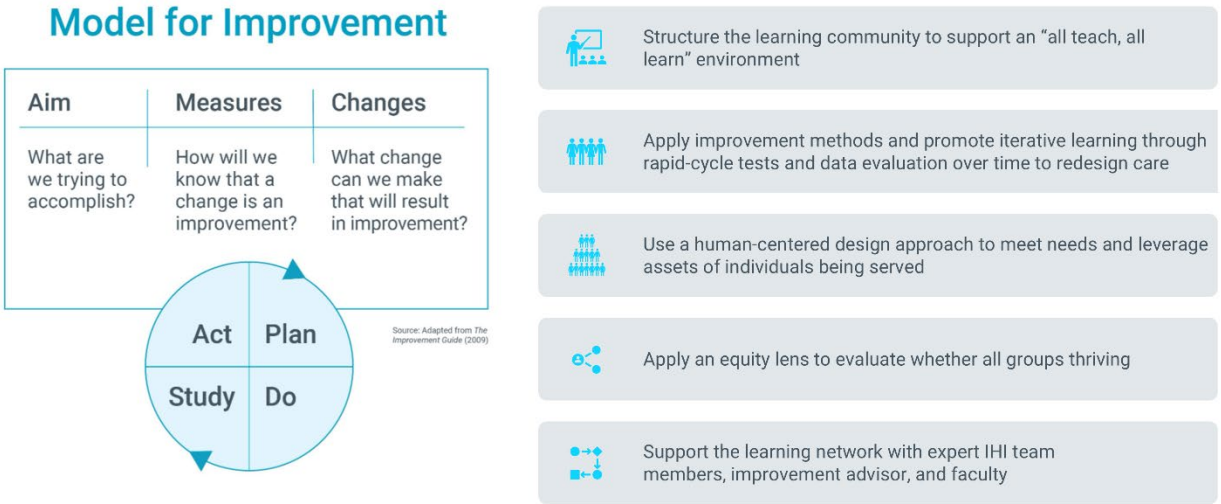 Model for Improvement
Aim
Measures
Changes
What are
we trying to
accomplish?
How will we
know that a
change is an
improvement?
What change
can we make
that will result
in improvement?
Act
Plan
Study
Do
Source: Adapted from The
Improvement Guide (2009)
Structure the learning community to support an “all teach, all
learn” environment
Apply improvement methods and promote iterative learning through
rapid-cycle tests and data evaluation over time to redesign care
Use a human-centered design approach to meet needs and leverage
assets of individuals being served
Apply an equity lens to evaluate whether all groups thriving
Support the learning network with expert IHI team
members, improvement advisor, and faculty